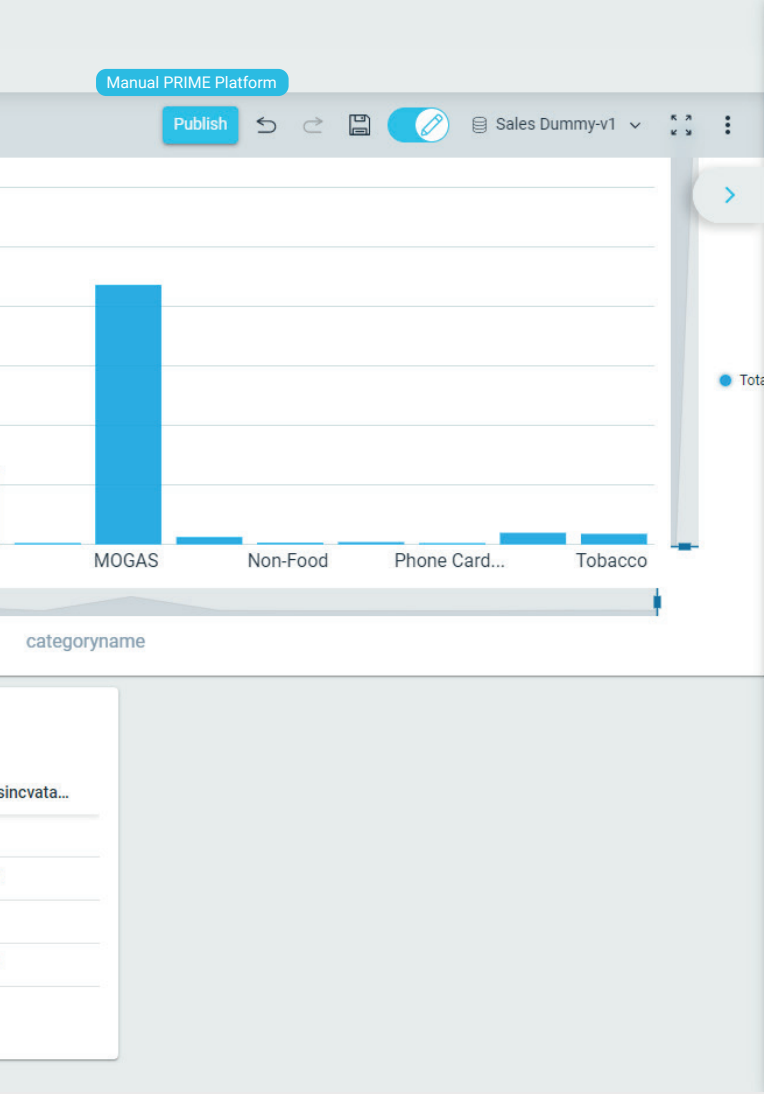 Manual PRIME Platform
Publish
Sales Dummy-v1
Tota
MOGAS Non-Food Phone Card... Tobacco
categoryname
sincvata...